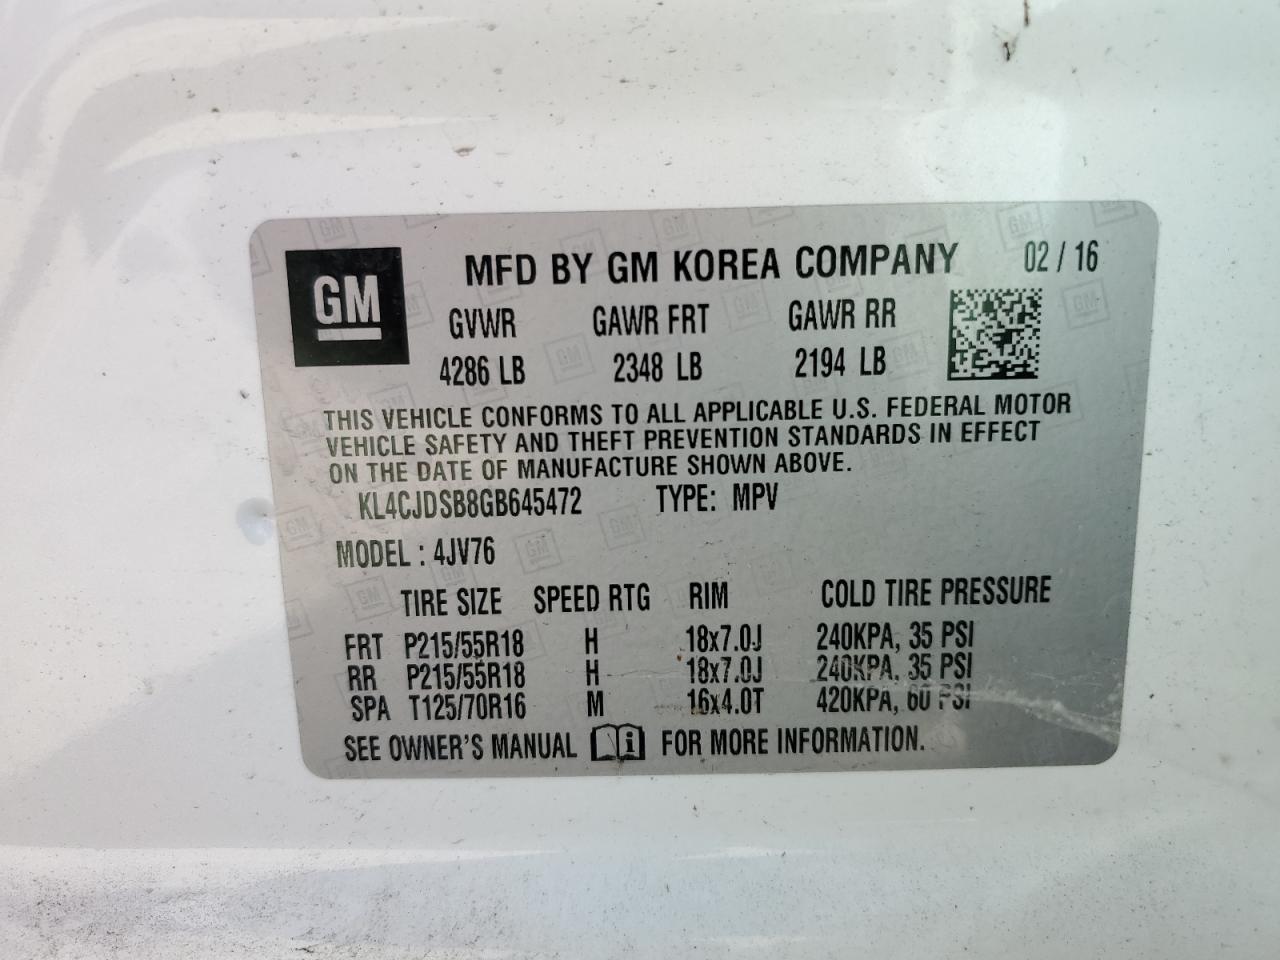 GM MFD BY GM KOREA COMPANY 02 / 16
GVWR GAWR FRT GAWR RR
4286 LB 2348 LB 2194 LB
THIS VEHICLE CONFORMS TO ALL APPLICABLE U.S. FEDERAL MOTOR
VEHICLE SAFETY AND THEFT PREVENTION STANDARDS IN EFFECT
ON THE DATE OF MANUFACTURE SHOWN ABOVE.
KL4CJDSB8GB645472 TYPE: MPV
MODEL : 4JV76
TIRE SIZE SPEED RTG RIM COLD TIRE PRESSURE
FRT P215/55R18 H 18x7.0J 240KPA, 35 PSI
RR P215/55R18 H 18x7.0J 240KPA, 35 PSI
SPA T125/70R16 M 16x4.0T 420KPA, 60 PSI
SEE OWNER'S MANUAL i FOR MORE INFORMATION.